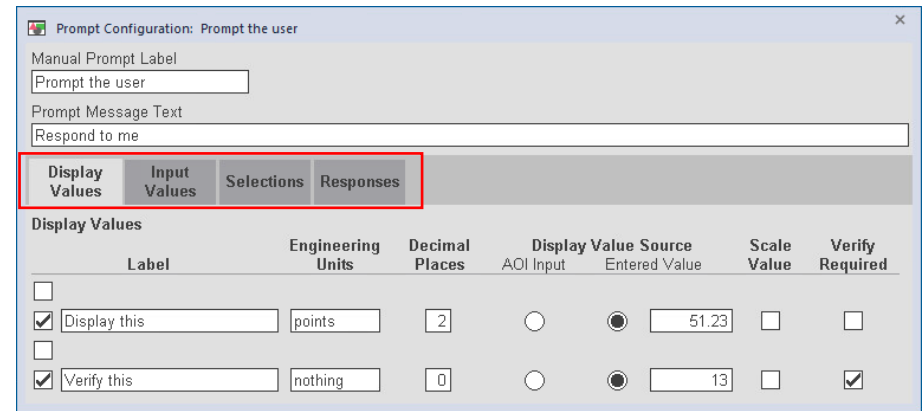 Prompt Configuration: Prompt the user
Manual Prompt Label
Prompt the user
Prompt Message Text
Respond to me
Display Values Input Values Selections Responses
Display Values
Label Engineering Units Decimal Places Display Value Source Scale Value Verify Required
AOI Input Entered Value
Display this points 2 51.23
Verify this nothing 0 13